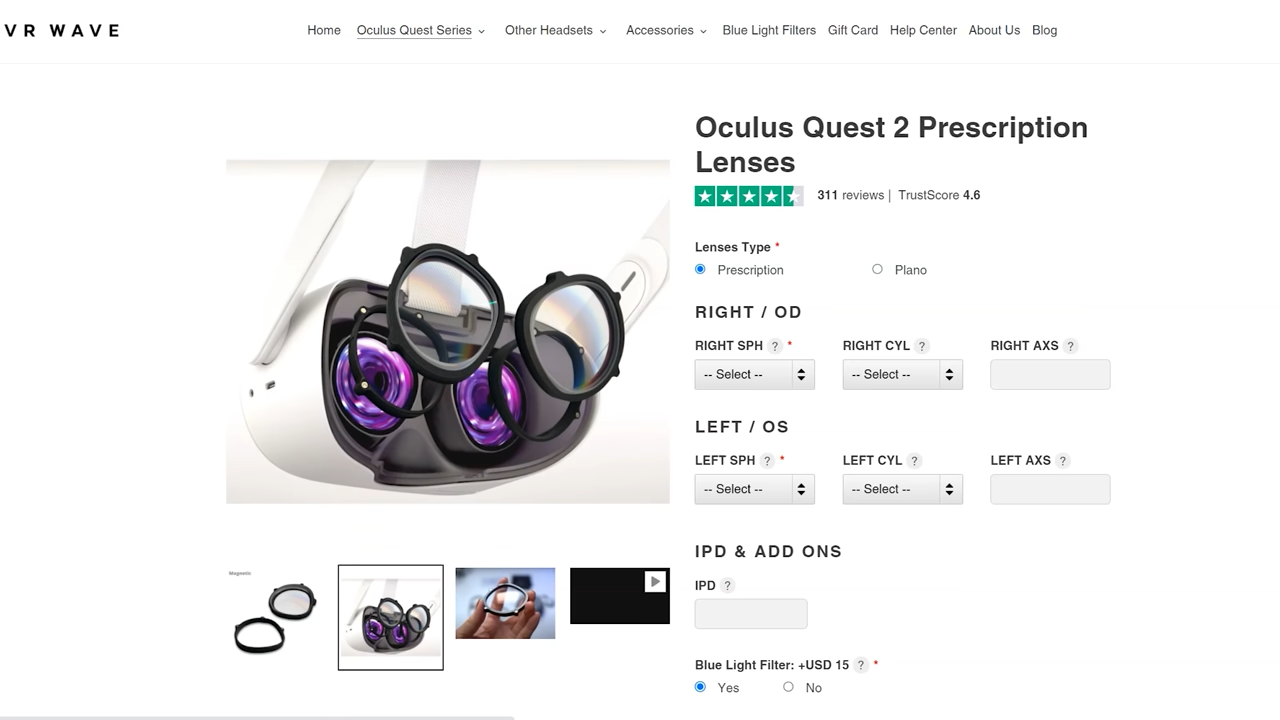 VR WAVE
Home Oculus Quest Series Other Headsets Accessories Blue Light Filters Gift Card Help Center About Us Blog
Oculus Quest 2 Prescription
Lenses
311 reviews | TrustScore 4.6
Lenses Type *
Prescription Plano
RIGHT / OD
RIGHT SPH ? * RIGHT CYL ? RIGHT AXS ?
-- Select -- -- Select --
LEFT / OS
LEFT SPH ? * LEFT CYL ? LEFT AXS ?
-- Select -- -- Select --
IPD & ADD ONS
Magnetic
IPD ?
Blue Light Filter: +USD 15 ? *
Yes No